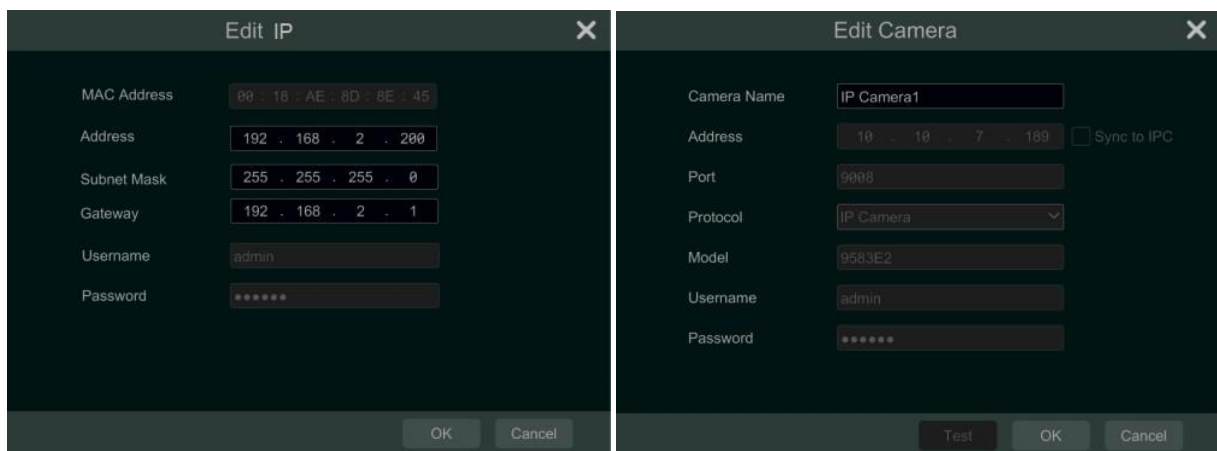 Edit IP
MAC Address 00 : 18 : AE : 8D : 8E : 45
Address 192 . 168 . 2 . 200
Subnet Mask 255 . 255 . 255 . 0
Gateway 192 . 168 . 2 . 1
Username admin
Password ●●●●●●
OK Cancel
Edit Camera
Camera Name IP Camera1
Address 10 . 10 . 7 . 189 Sync to IPC
Port 9008
Protocol IP Camera
Model 9583E2
Username admin
Password ●●●●●●
Test OK Cancel